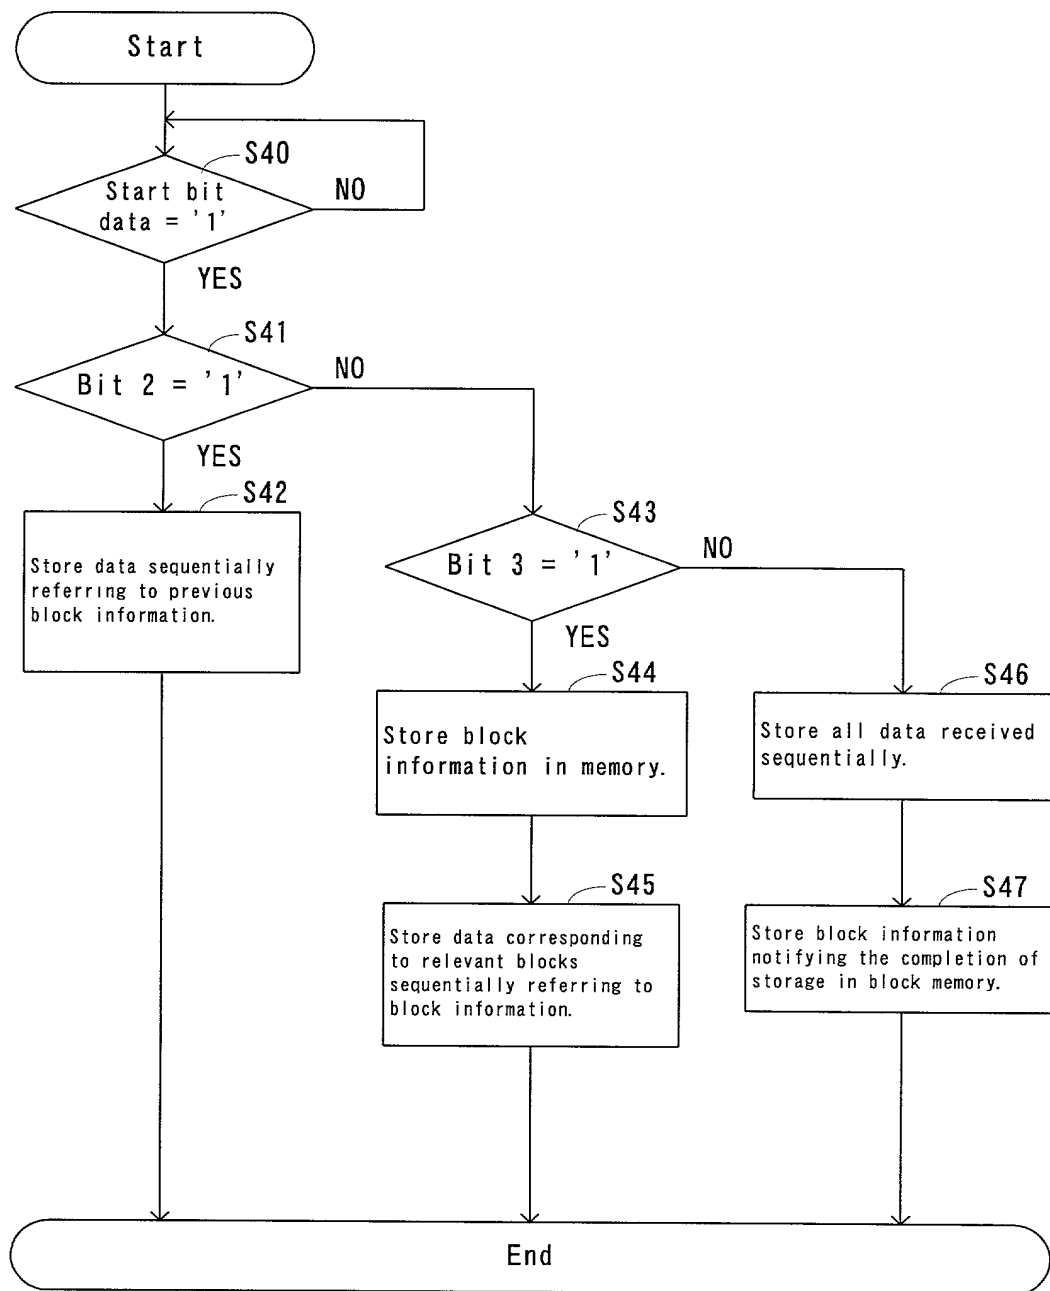 Start
S40
Start bit
data = '1'
NO
YES
S41
Bit 2 = '1'
NO
YES
S42
Store data sequentially
referring to previous
block information.
S43
Bit 3 = '1'
NO
YES
S44
Store block
information in memory.
S46
Store all data received
sequentially.
S45
Store data corresponding
to relevant blocks
sequentially referring to
block information.
S47
Store block information
notifying the completion of
storage in block memory.
End